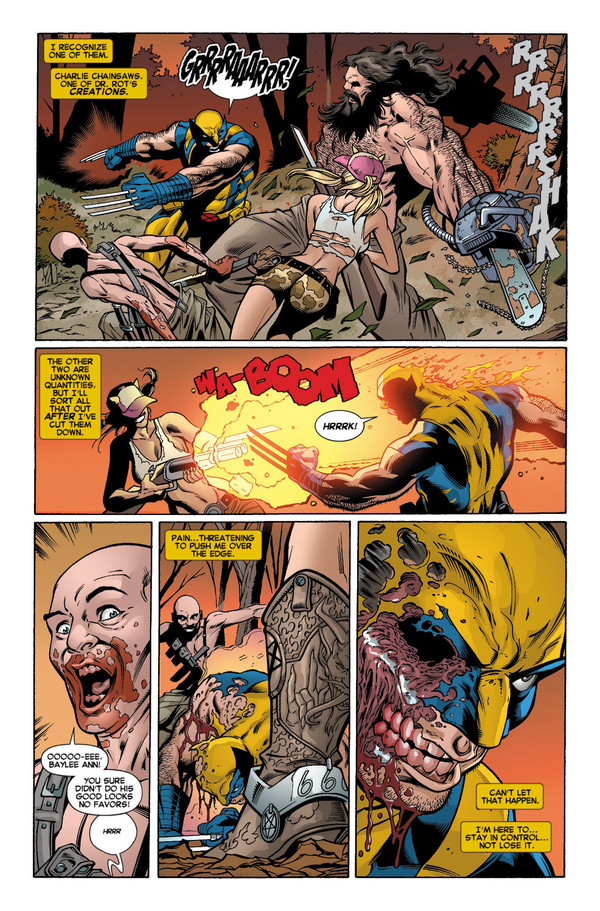 I RECOGNIZE
ONE OF THEM.
CHARLIE CHAINSAWS.
ONE OF DR. ROT'S
CREATIONS.
GRRRRAAAARRR!
RRRRRRRSHAK
THE OTHER
TWO ARE
UNKNOWN
QUANTITIES,
BUT I'LL
SORT ALL
THAT OUT
AFTER I'VE
CUT THEM
DOWN.
WA-BOOM
HRRRK!
OOOOO-EEE,
BAYLEE ANN!
YOU SURE
DIDN'T DO HIS
GOOD LOOKS
NO FAVORS!
HRRR
PAIN...THREATENING
TO PUSH ME OVER
THE EDGE.
66
CAN'T LET
THAT HAPPEN.
I'M HERE TO...
STAY IN CONTROL...
NOT LOSE IT.